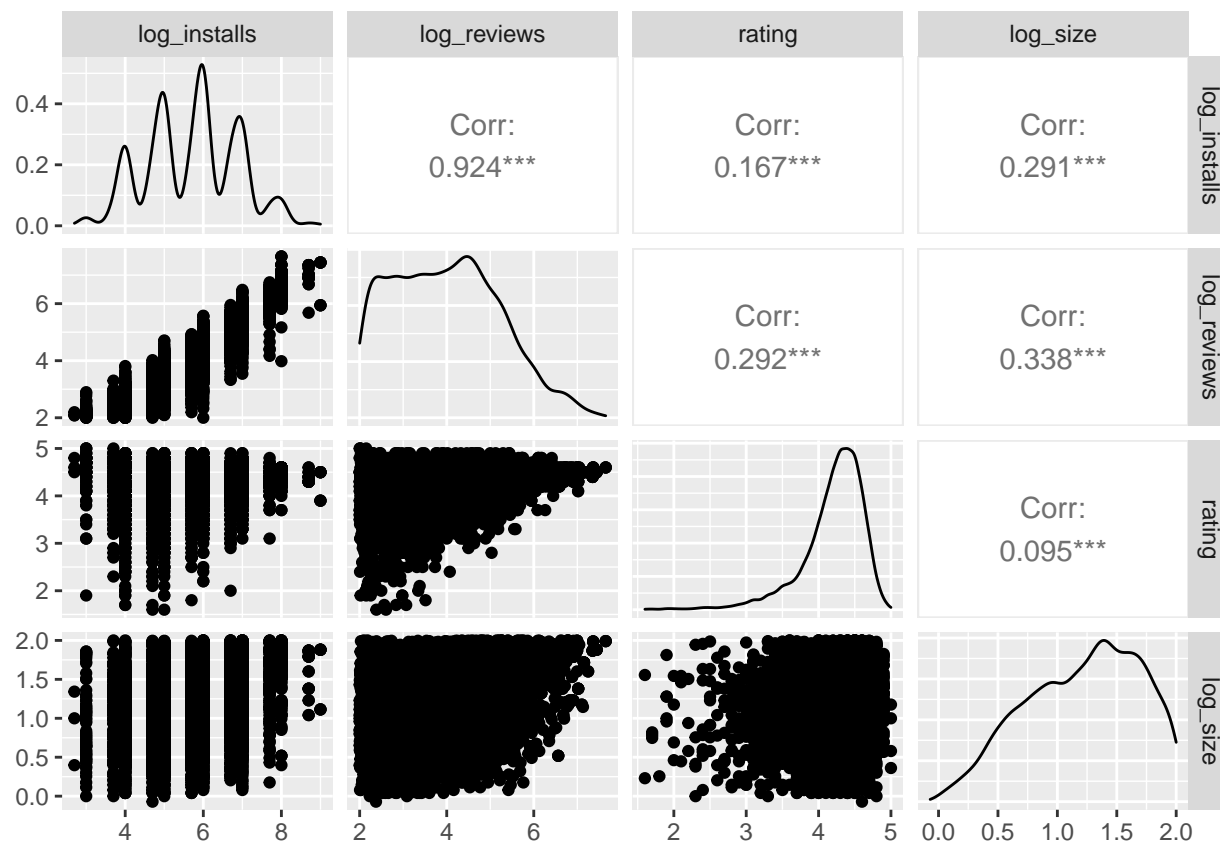 log_installs log_reviews rating log_size
0.4
0.2
0.0
Corr:
0.924***
Corr:
0.167***
Corr:
0.291***
log_installs
6
4
2
Corr:
0.292***
Corr:
0.338***
log_reviews
5
4
3
2
Corr:
0.095***
rating
2.0
1.5
1.0
0.5
0.0
log_size
4 6 8 2 4 6 2 3 4 5 0.0 0.5 1.0 1.5 2.0